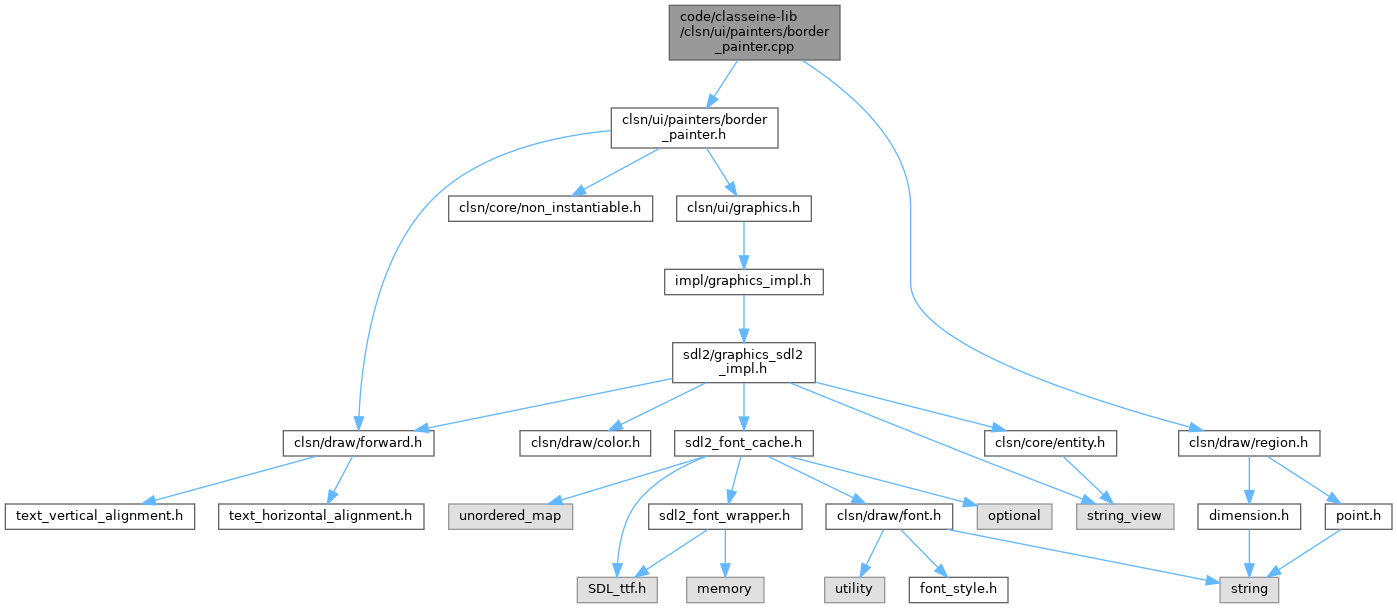 code/classeine-lib
/clsn/ui/painters/border
_painter.cpp
clsn/ui/painters/border
_painter.h
clsn/core/non_instantiable.h
clsn/ui/graphics.h
impl/graphics_impl.h
sdl2/graphics_sdl2
_impl.h
clsn/draw/forward.h
clsn/draw/color.h
sdl2_font_cache.h
clsn/core/entity.h
clsn/draw/region.h
text_vertical_alignment.h
text_horizontal_alignment.h
unordered_map
sdl2_font_wrapper.h
clsn/draw/font.h
optional
string_view
dimension.h
point.h
SDL_ttf.h
memory
utility
font_style.h
string